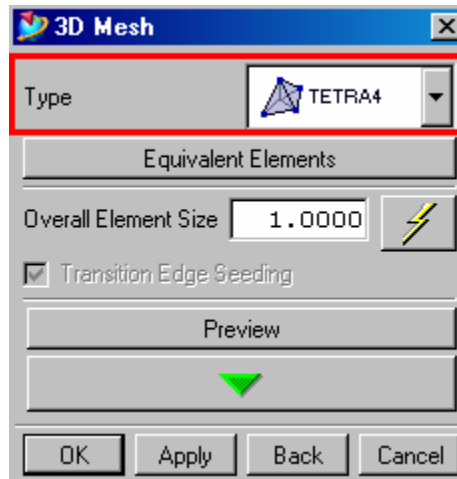 3D Mesh
Type TETRA4
Equivalent Elements
Overall Element Size 1.0000
Transition Edge Seeding
Preview
OK Apply Back Cancel